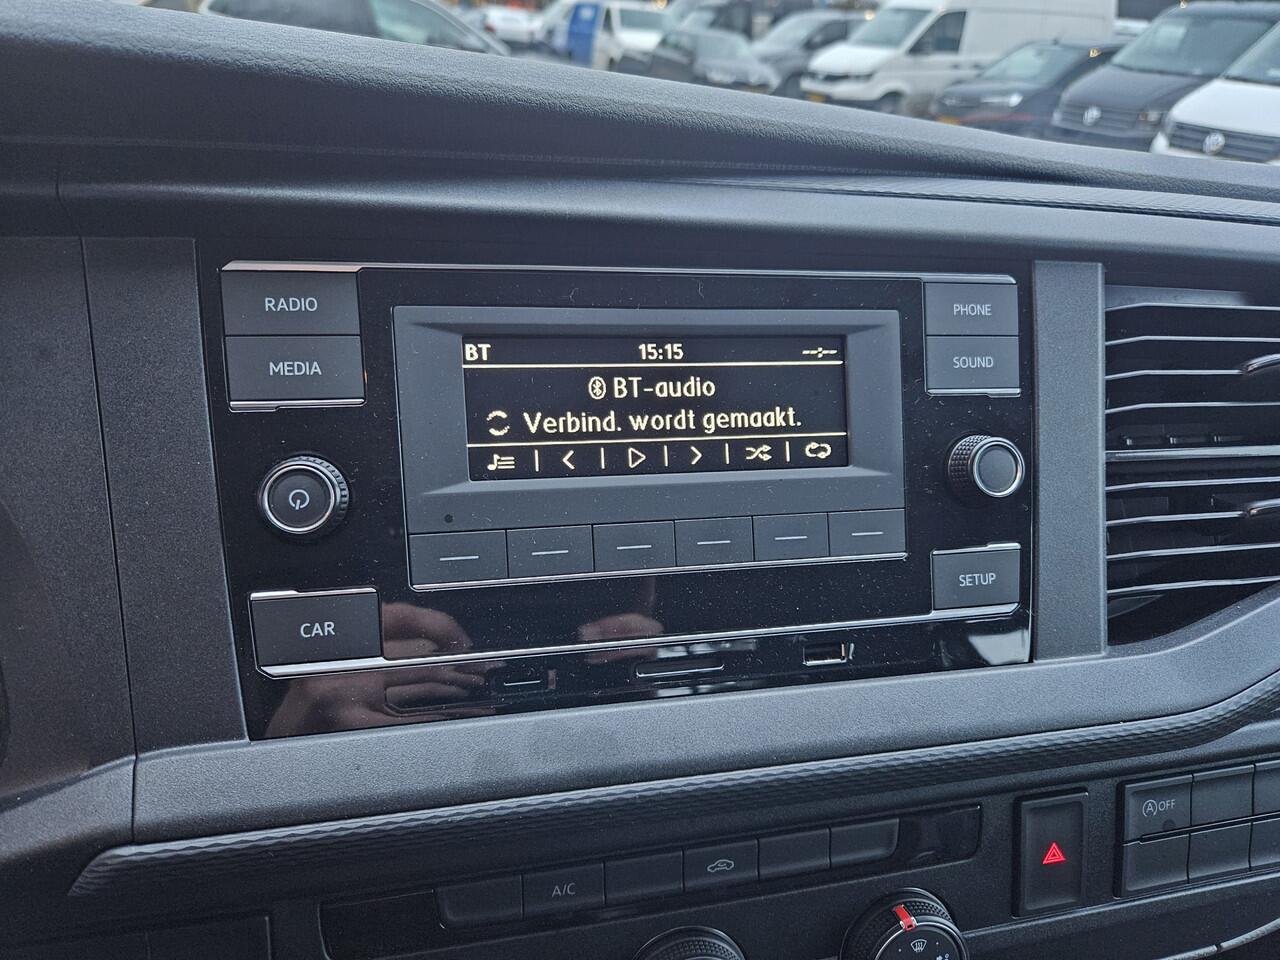 RADIO
MEDIA
BT 15:15
BT-audio
Verbind. wordt gemaakt.
PHONE
SOUND
CAR
SETUP
A/C
A OFF